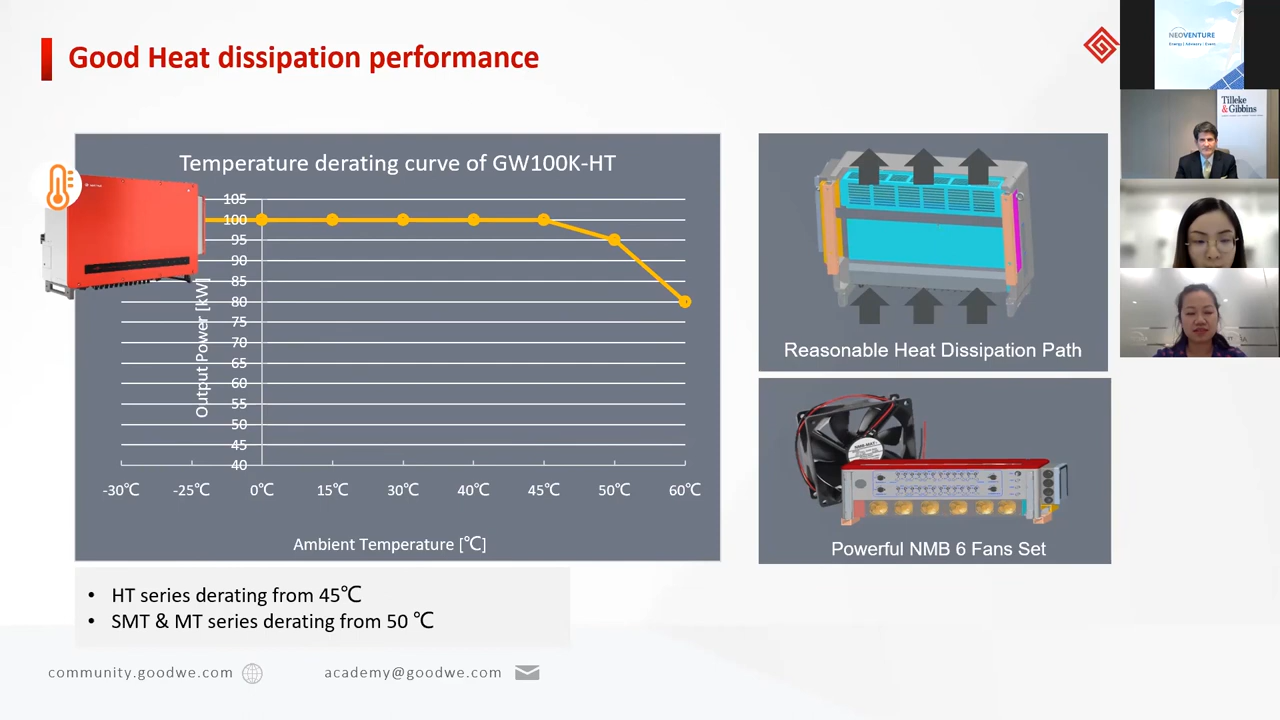 Good Heat dissipation performance
Temperature derating curve of GW100K-HT
105
100
95
90
85
80
75
70
65
60
55
50
45
40
Output Power [kW]
-30℃ -25℃ 0℃ 15℃ 30℃ 40℃ 45℃ 50℃ 60℃
Ambient Temperature [℃]
• HT series derating from 45℃
• SMT & MT series derating from 50 ℃
Reasonable Heat Dissipation Path
Powerful NMB 6 Fans Set
community.goodwe.com
academy@goodwe.com
NEOVENTURE
Energy | Advisory | Event
Tilleke
& Gibbins